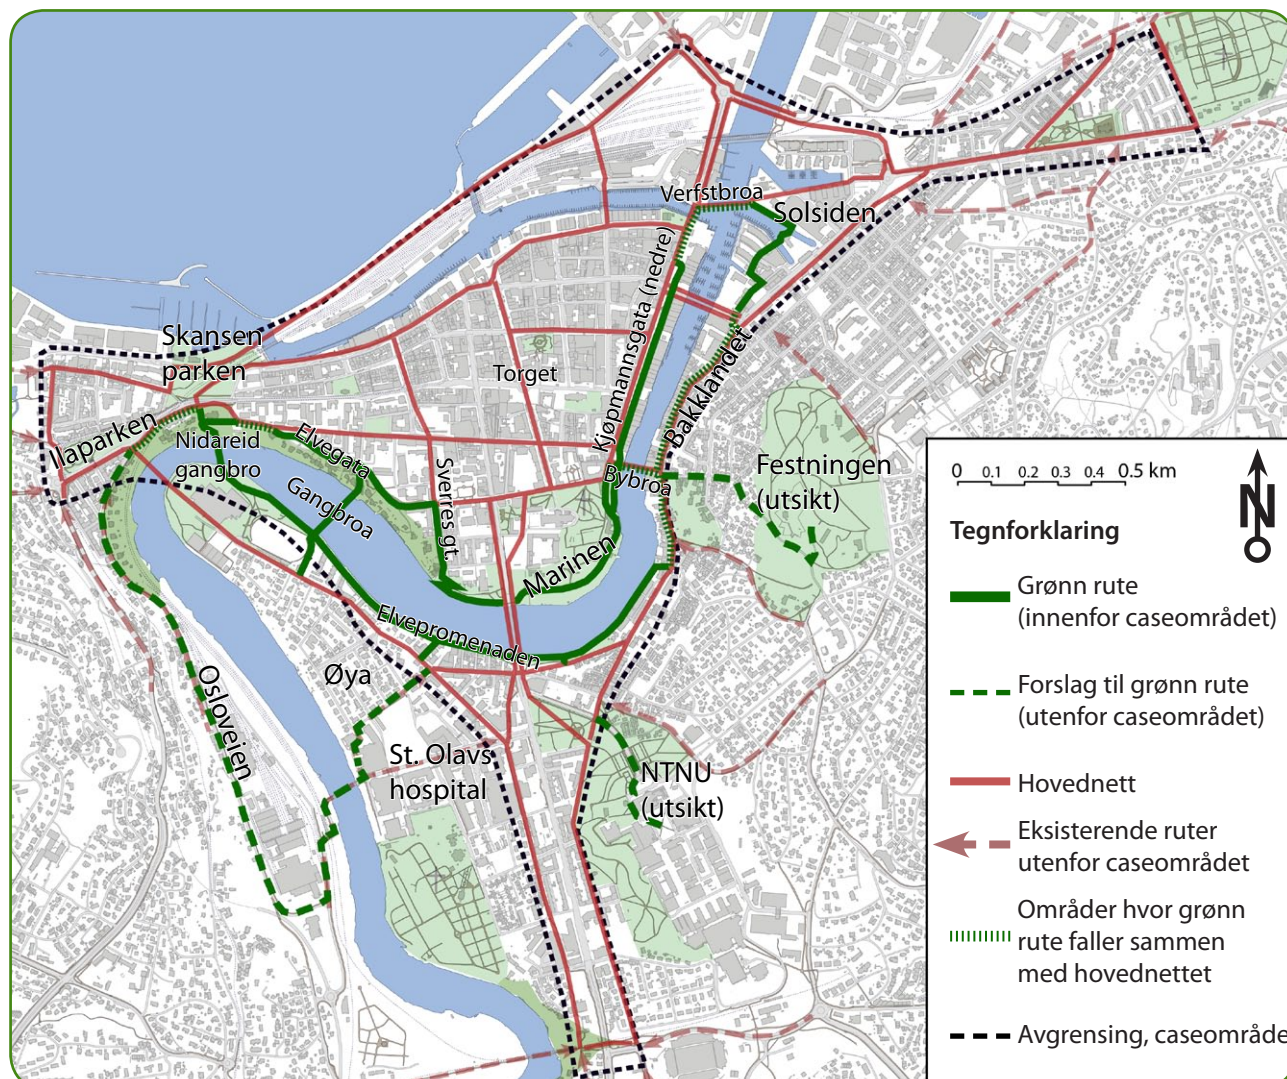 Verfstbroa
Solsiden
Kjøpmannsgata (nedre)
Skansen
parken
Torget
Bakklandet
Ilaparken
Nidareid
gangbro
Elvegata
Gangbroa
Sverres gt.
Bybroa
Festningen
(utsikt)
Marinen
Elvepromenaden
Øya
Osloveien
St. Olavs
hospital
NTNU
(utsikt)
0 0.1 0.2 0.3 0.4 0.5 km
N
Tegnforklaring
Grønn rute
(innenfor caseområdet)
Forslag til grønn rute
(utenfor caseområdet)
Hovednett
Eksisterende ruter
utenfor caseområdet
Områder hvor grønn
rute faller sammen
med hovednettet
Avgrensing, caseområde